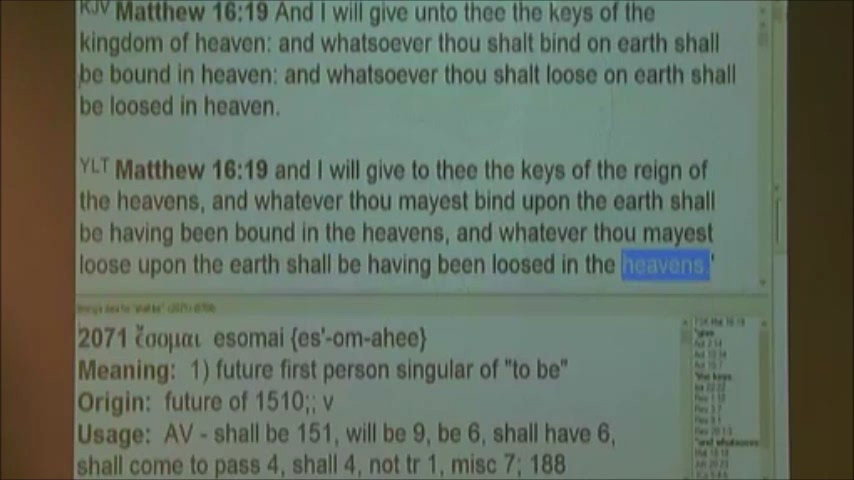 KJV Matthew 16:19 And I will give unto thee the keys of the
kingdom of heaven: and whatsoever thou shalt bind on earth shall
be bound in heaven: and whatsoever thou shalt loose on earth shall
be loosed in heaven.
YLT Matthew 16:19 and I will give to thee the keys of the reign of
the heavens, and whatever thou mayest bind upon the earth shall
be having been bound in the heavens, and whatever thou mayest
loose upon the earth shall be having been loosed in the heavens.'
2071 ἔσομαι esomai {es'-om-ahee}
Meaning: 1) future first person singular of "to be"
Origin: future of 1510;; v
Usage: AV - shall be 151, will be 9, be 6, shall have 6,
shall come to pass 4, shall 4, not tr 1, misc 7; 188
"the keys